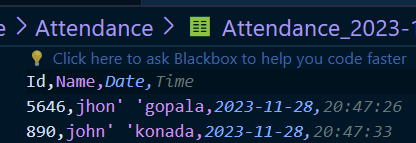 Attendance > Attendance_2023-1
Click here to ask Blackbox to help you code faster
Id,Name,Date,Time
5646,jhon' 'gopala,2023-11-28,20:47:26
890,john' 'konada,2023-11-28,20:47:33